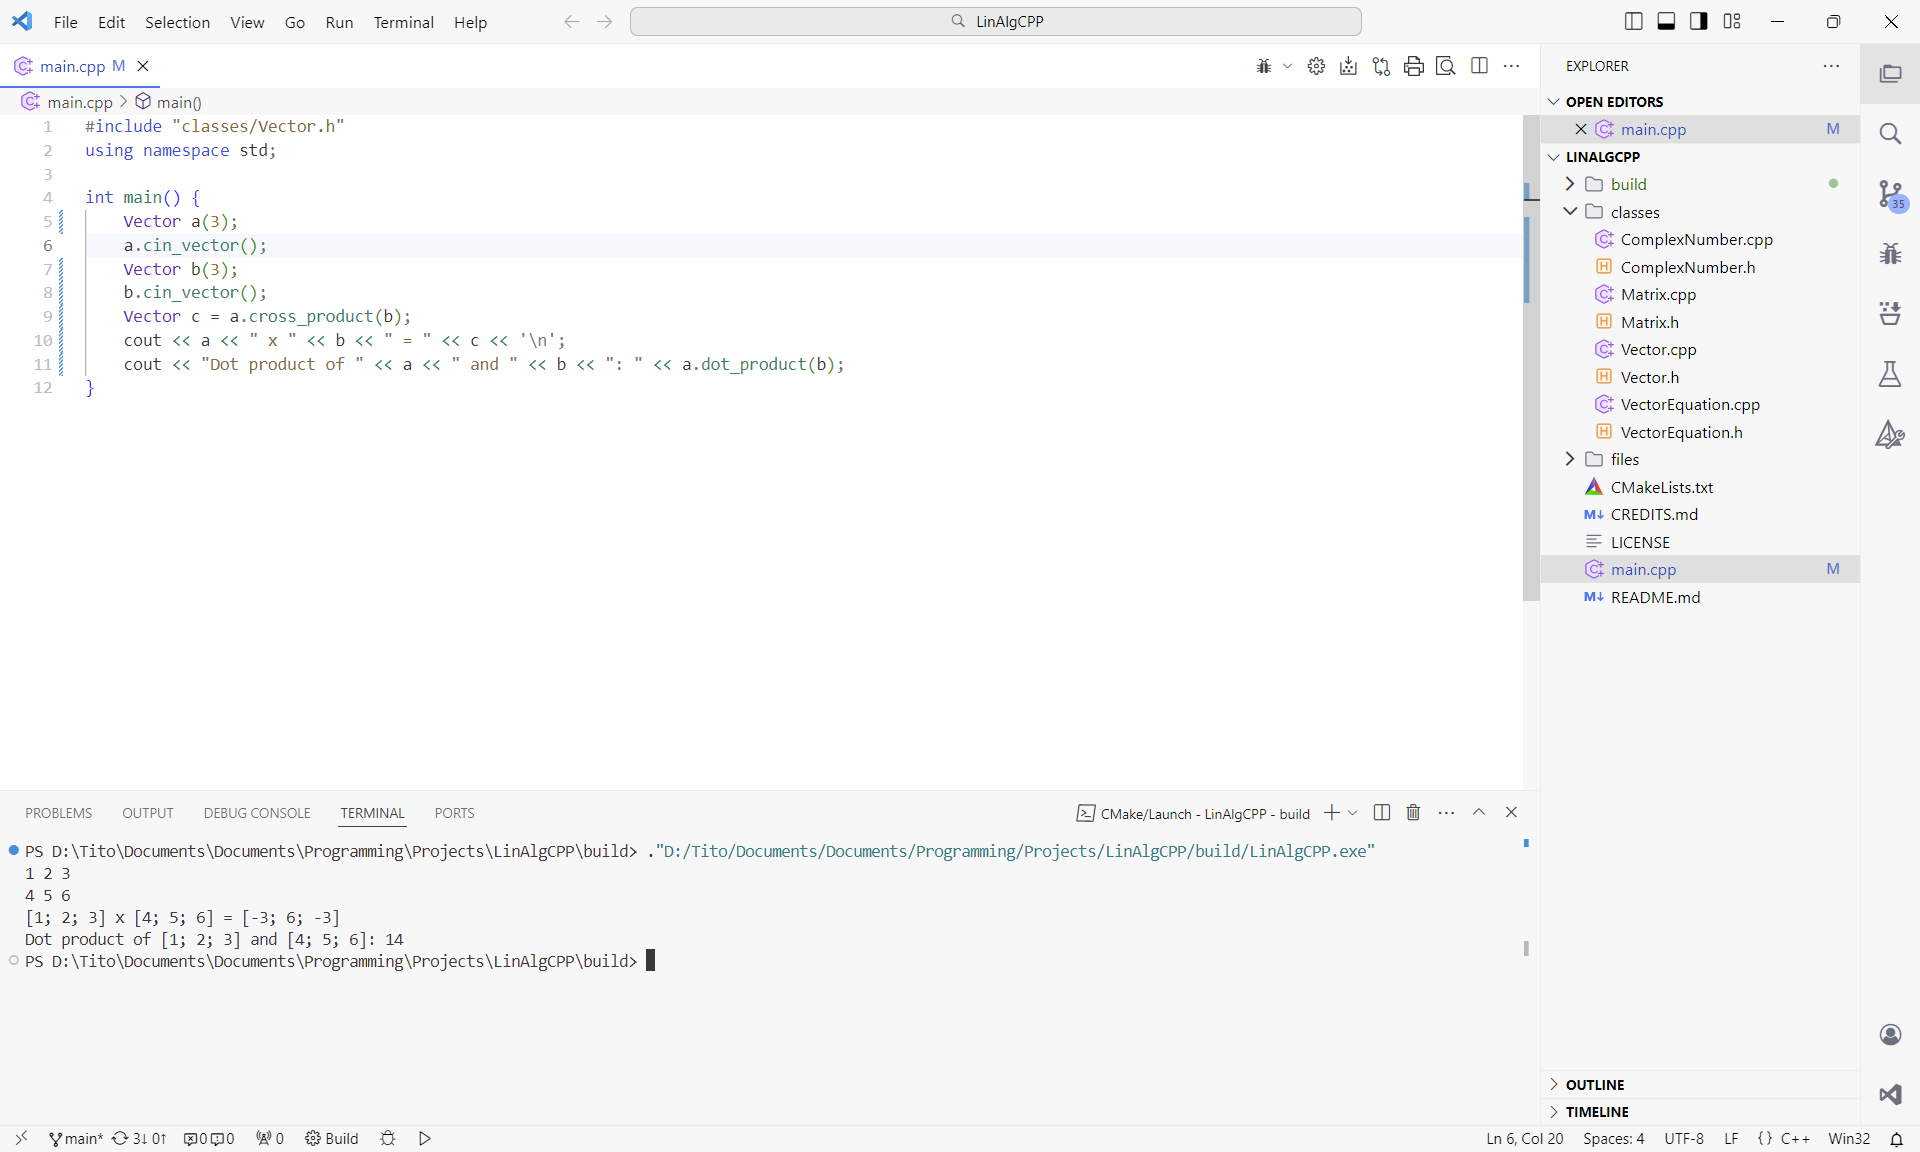 File Edit Selection View Go Run Terminal Help
LinAlgCPP
main.cpp M
main.cpp > main()
1 #include "classes/Vector.h"
2 using namespace std;
3
4 int main() {
5 Vector a(3);
6 a.cin_vector();
7 Vector b(3);
8 b.cin_vector();
9 Vector c = a.cross_product(b);
10 cout << a << " x " << b << " = " << c << '\n';
11 cout << "Dot product of " << a << " and " << b << ": " << a.dot_product(b);
12 }
PROBLEMS OUTPUT DEBUG CONSOLE TERMINAL PORTS
CMake/Launch - LinAlgCPP - build
PS D:\Tito\Documents\Documents\Programming\Projects\LinAlgCPP\build> ."D:/Tito/Documents/Documents/Programming/Projects/LinAlgCPP/build/LinAlgCPP.exe"
1 2 3
4 5 6
[1; 2; 3] x [4; 5; 6] = [-3; 6; -3]
Dot product of [1; 2; 3] and [4; 5; 6]: 14
PS D:\Tito\Documents\Documents\Programming\Projects\LinAlgCPP\build>
EXPLORER
OPEN EDITORS
main.cpp M
LINALGCPP
build
classes
ComplexNumber.cpp
ComplexNumber.h
Matrix.cpp
Matrix.h
Vector.cpp
Vector.h
VectorEquation.cpp
VectorEquation.h
files
CMakeLists.txt
CREDITS.md
LICENSE
main.cpp M
README.md
OUTLINE
TIMELINE
35
main* 3↓ 0↑ 0 0 0 Build
Ln 6, Col 20 Spaces: 4 UTF-8 LF {} C++ Win32